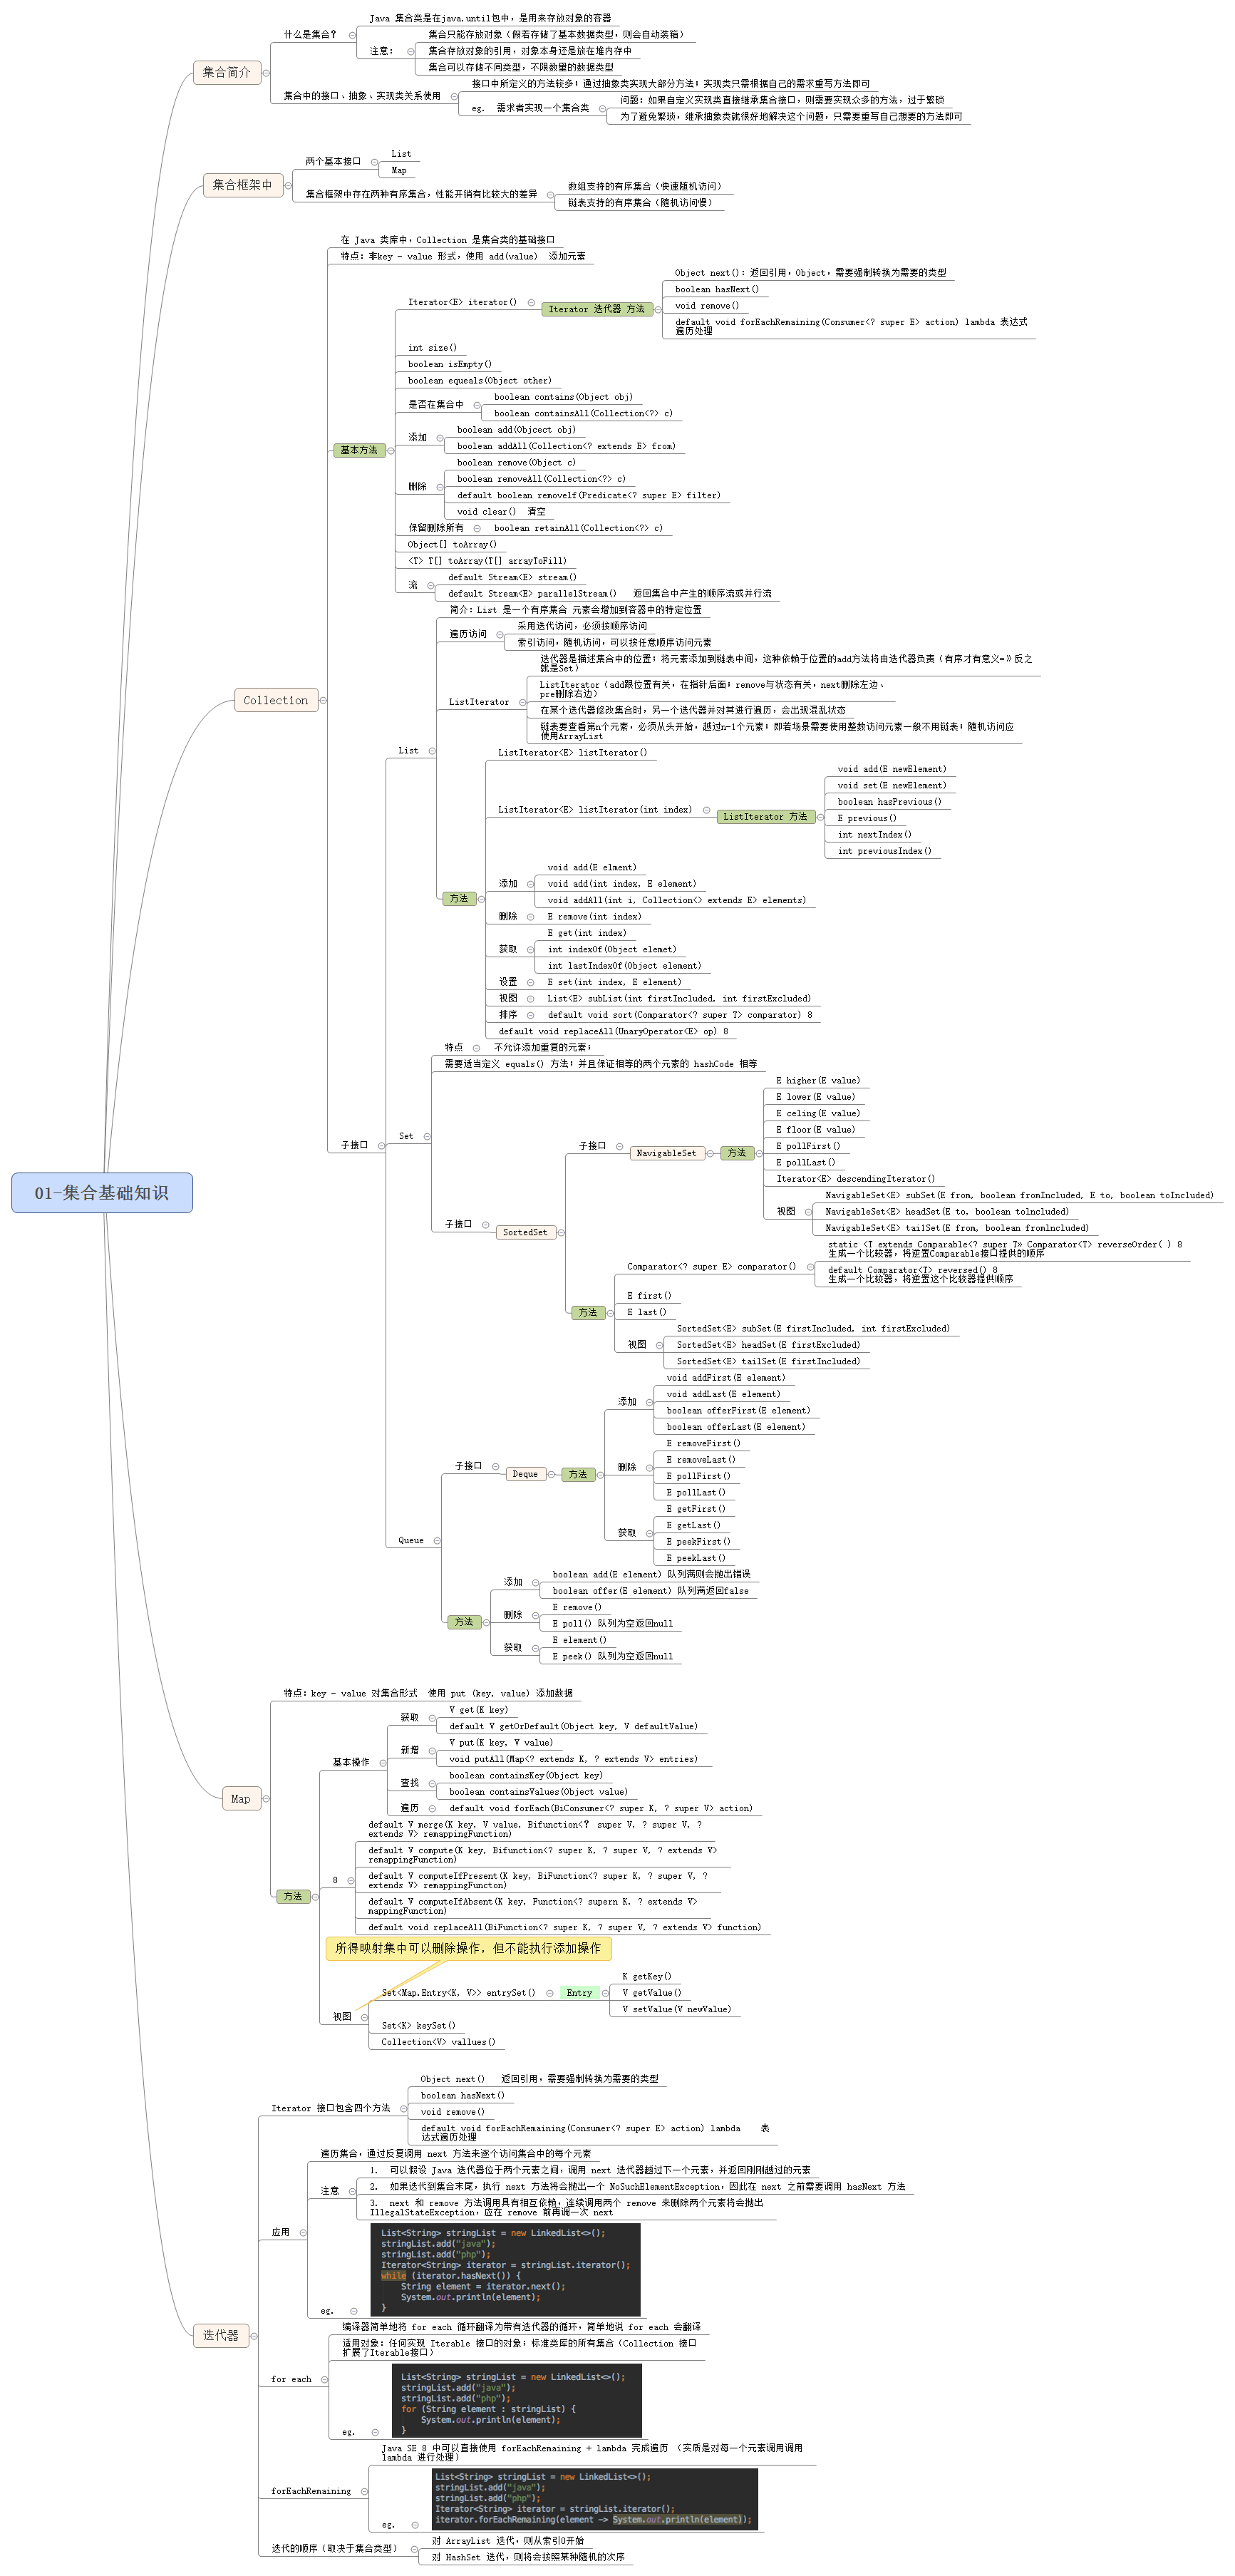 01-集合基础知识
集合简介
什么是集合？
Java 集合类是在java.until包中，是用来存放对象的容器
注意：
集合只能存放对象（假若存储了基本数据类型，则会自动装箱）
集合存放对象的引用，对象本身还是放在堆内存中
集合可以存储不同类型，不限数量的数据类型
集合中的接口、抽象、实现类关系使用
接口中所定义的方法较多；通过抽象类实现大部分方法；实现类只需根据自己的需求重写方法即可
eg. 需求者实现一个集合类
问题：如果自定义实现类直接继承集合接口，则需要实现众多的方法，过于繁琐
为了避免繁琐，继承抽象类就很好地解决这个问题，只需要重写自己想要的方法即可
集合框架中
两个基本接口
List
Map
集合框架中存在两种有序集合，性能开销有比较大的差异
数组支持的有序集合（快速随机访问）
链表支持的有序集合（随机访问慢）
Collection
在 Java 类库中，Collection 是集合类的基础接口
特点：非key - value 形式，使用 add(value) 添加元素
基本方法
Iterator<E> iterator()
Iterator 迭代器 方法
Object next()：返回引用，Object，需要强制转换为需要的类型
boolean hasNext()
void remove()
default void forEachRemaining(Consumer<? super E> action) lambda 表达式
遍历处理
int size()
boolean isEmpty()
boolean equeals(Object other)
是否在集合中
boolean contains(Object obj)
boolean containsAll(Collection<?> c)
添加
boolean add(Objcect obj)
boolean addAll(Collection<? extends E> from)
删除
boolean remove(Object c)
boolean removeAll(Collection<?> c)
default boolean removelf(Predicate<? super E> filter)
void clear() 清空
保留删除所有
boolean retainAll(Collection<?> c)
Object[] toArray()
<T> T[] toArray(T[] arrayToFill)
流
default Stream<E> stream()
default Stream<E> parallelStream() 返回集合中产生的顺序流或并行流
子接口
List
简介：List 是一个有序集合 元素会增加到容器中的特定位置
遍历访问
采用迭代访问，必须按顺序访问
索引访问，随机访问，可以按任意顺序访问元素
ListIterator
迭代器是描述集合中的位置；将元素添加到链表中间，这种依赖于位置的add方法将由迭代器负责（有序才有意义=》反之
就是Set）
ListIterator（add跟位置有关，在指针后面；remove与状态有关，next删除左边、
pre删除右边）
在某个迭代器修改集合时，另一个迭代器并对其进行遍历，会出现混乱状态
链表要查看第n个元素，必须从头开始，越过n-1个元素；即若场景需要使用整数访问元素一般不用链表；随机访问应
使用ArrayList
方法
ListIterator<E> listIterator()
ListIterator<E> listIterator(int index)
ListIterator 方法
void add(E newElement)
void set(E newElement)
boolean hasPrevious()
E previous()
int nextIndex()
int previousIndex()
添加
void add(E elment)
void add(int index, E element)
void addAll(int i, Collection<> extends E> elements)
删除
E remove(int index)
获取
E get(int index)
int indexOf(Object elemet)
int lastIndexOf(Object element)
设置
E set(int index, E element)
视图
List<E> subList(int firstIncluded, int firstExcluded)
排序
default void sort(Comparator<? super T> comparator) 8
default void replaceAll(UnaryOperator<E> op) 8
Set
特点
不允许添加重复的元素；
需要适当定义 equals() 方法；并且保证相等的两个元素的 hashCode 相等
子接口
SortedSet
子接口
NavigableSet
方法
E higher(E value)
E lower(E value)
E celing(E value)
E floor(E value)
E pollFirst()
E pollLast()
Iterator<E> descendingIterator()
视图
NavigableSet<E> subSet(E from, boolean fromIncluded, E to, boolean toIncluded)
NavigableSet<E> headSet(E to, boolean tolncluded)
NavigableSet<E> tailSet(E from, boolean fromlncluded)
方法
Comparator<? super E> comparator()
static <T extends Comparable<? super T» Comparator<T> reverseOrder( ) 8
生成一个比较器，将逆置Comparable接口提供的顺序
default Comparator<T> reversed() 8
生成一个比较器，将逆置这个比较器提供顺序
E first()
E last()
视图
SortedSet<E> subSet(E firstIncluded, int firstExcluded)
SortedSet<E> headSet(E firstExcluded)
SortedSet<E> tailSet(E firstIncluded)
Queue
子接口
Deque
方法
添加
void addFirst(E element)
void addLast(E element)
boolean offerFirst(E element)
boolean offerLast(E element)
删除
E removeFirst()
E removeLast()
E pollFirst()
E pollLast()
获取
E getFirst()
E getLast()
E peekFirst()
E peekLast()
方法
添加
boolean add(E element) 队列满则会抛出错误
boolean offer(E element) 队列满返回false
删除
E remove()
E poll() 队列为空返回null
获取
E element()
E peek() 队列为空返回null
Map
特点：key - value 对集合形式 使用 put (key, value) 添加数据
方法
基本操作
获取
V get(K key)
default V getOrDefault(Object key, V defaultValue)
新增
V put(K key, V value)
void putAll(Map<? extends K, ? extends V> entries)
查找
boolean containsKey(Object key)
boolean containsValues(Object value)
遍历
default void forEach(BiConsumer<? super K, ? super V> action)
8
default V merge(K key, V value, Bifunction<？ super V, ? super V, ?
extends V> remappingFunction)
default V compute(K key, Bifunction<? super K, ? super V, ? extends V>
remappingFunction)
default V computeIfPresent(K key, BiFunction<? super K, ? super V, ?
extends V> remappingFuncton)
default V computeIfAbsent(K key, Function<? supern K, ? extends V>
mappingFunction)
default void replaceAll(BiFunction<? super K, ? super V, ? extends V> function)
所得映射集中可以删除操作，但不能执行添加操作
视图
Set<Map.Entry<K, V>> entrySet()
Entry
K getKey()
V getValue()
V setValue(V newValue)
Set<K> keySet()
Collection<V> vallues()
迭代器
Iterator 接口包含四个方法
Object next() 返回引用，需要强制转换为需要的类型
boolean hasNext()
void remove()
default void forEachRemaining(Consumer<? super E> action) lambda 表
达式遍历处理
应用
遍历集合，通过反复调用 next 方法来逐个访问集合中的每个元素
注意
1. 可以假设 Java 迭代器位于两个元素之间，调用 next 迭代器越过下一个元素，并返回刚刚越过的元素
2. 如果迭代到集合末尾，执行 next 方法将会抛出一个 NoSuchElementException，因此在 next 之前需要调用 hasNext 方法
3. next 和 remove 方法调用具有相互依赖，连续调用两个 remove 来删除两个元素将会抛出
IllegalStateException，应在 remove 前再调一次 next
eg.
List<String> stringList = new LinkedList<>();
stringList.add("java");
stringList.add("php");
Iterator<String> iterator = stringList.iterator();
while (iterator.hasNext()) {
String element = iterator.next();
System.out.println(element);
}
for each
编译器简单地将 for each 循环翻译为带有迭代器的循环，简单地说 for each 会翻译
适用对象：任何实现 Iterable 接口的对象；标准类库的所有集合（Collection 接口
扩展了Iterable接口）
eg.
List<String> stringList = new LinkedList<>();
stringList.add("java");
stringList.add("php");
for (String element : stringList) {
System.out.println(element);
}
forEachRemaining
Java SE 8 中可以直接使用 forEachRemaining + lambda 完成遍历 （实质是对每一个元素调用调用
lambda 进行处理）
eg.
List<String> stringList = new LinkedList<>();
stringList.add("java");
stringList.add("php");
Iterator<String> iterator = stringList.iterator();
iterator.forEachRemaining(element -> System.out.println(element));
迭代的顺序（取决于集合类型）
对 ArrayList 迭代，则从索引0开始
对 HashSet 迭代，则将会按照某种随机的次序